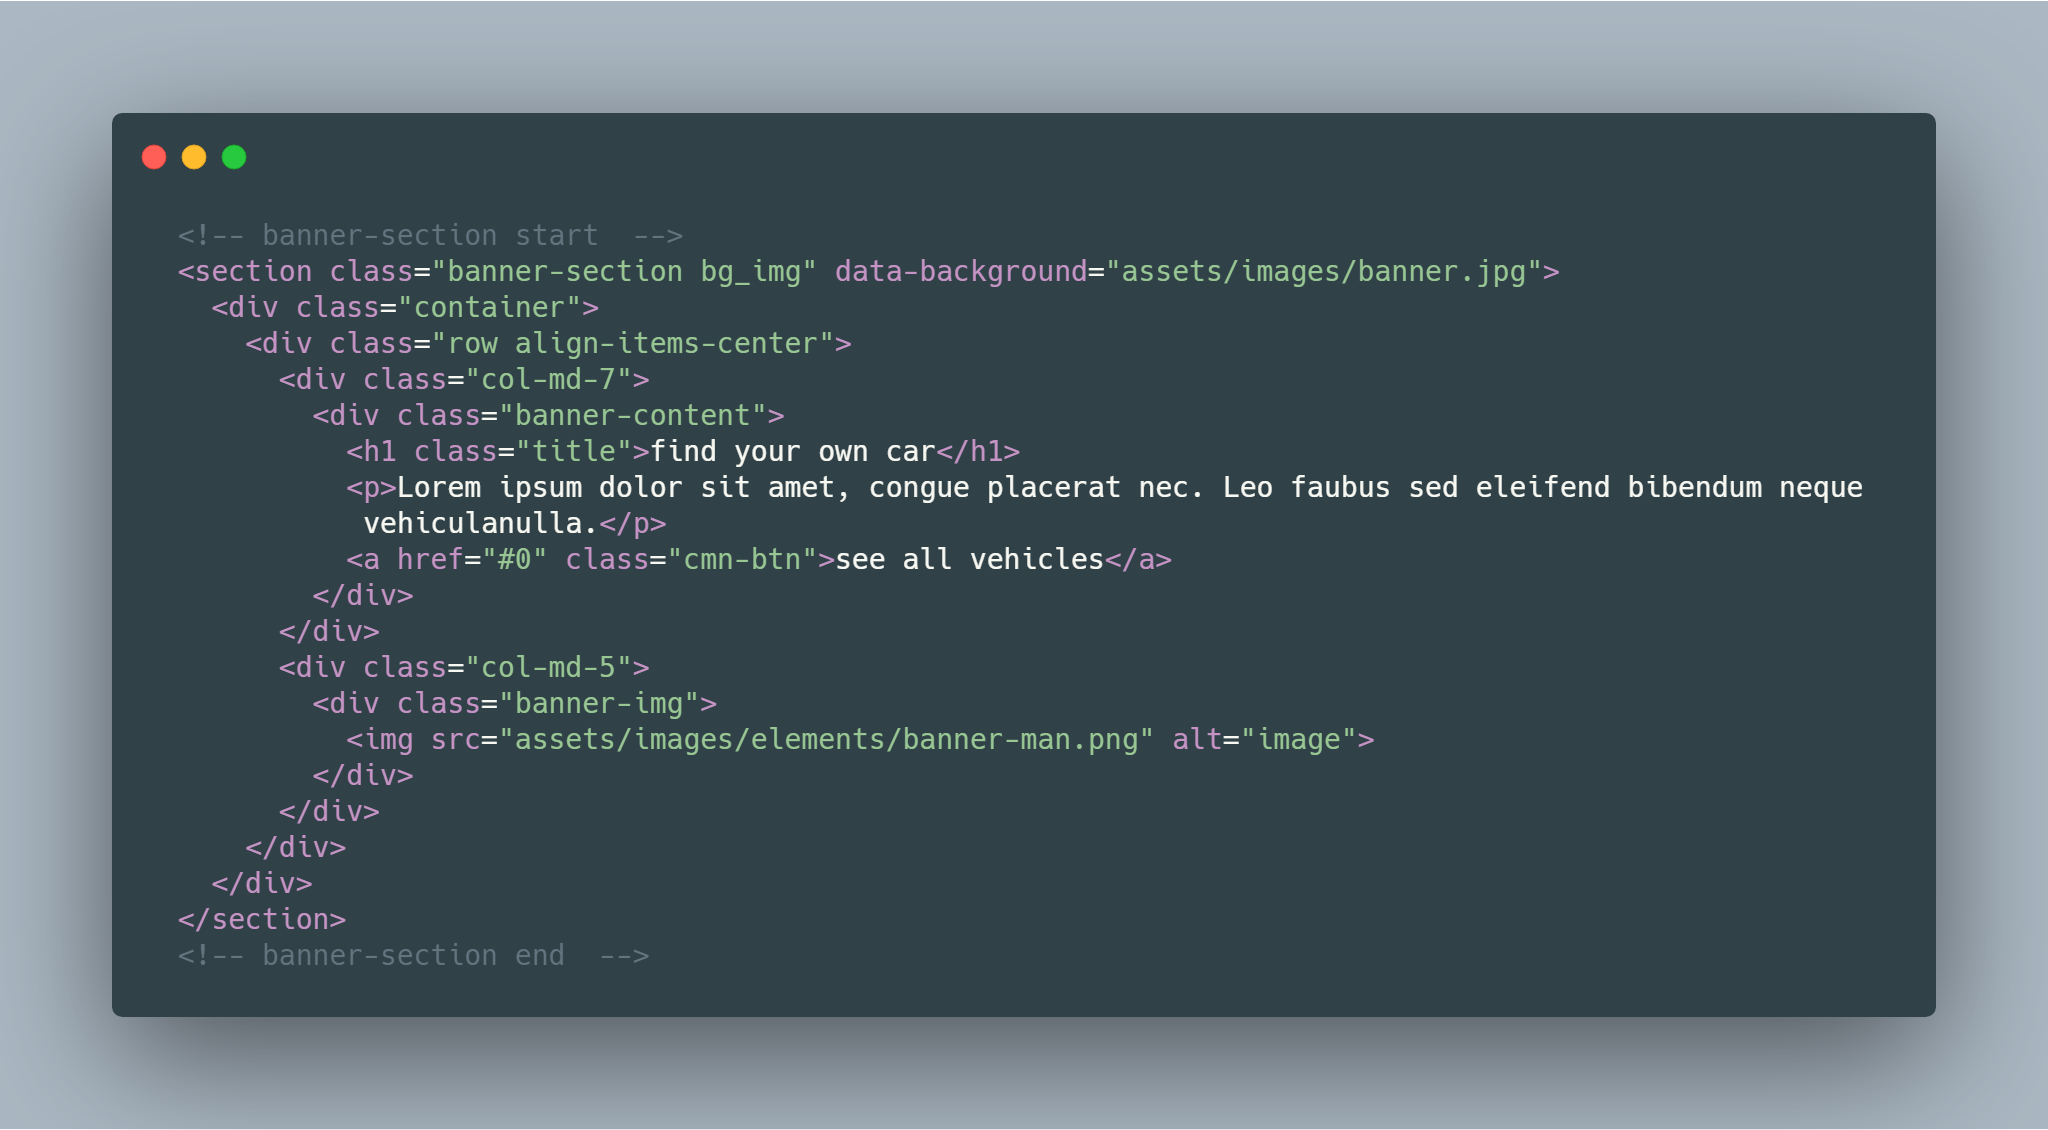 <!-- banner-section start  -->
<section class="banner-section bg_img" data-background="assets/images/banner.jpg">
  <div class="container">
    <div class="row align-items-center">
      <div class="col-md-7">
        <div class="banner-content">
          <h1 class="title">find your own car</h1>
          <p>Lorem ipsum dolor sit amet, congue placerat nec. Leo faubus sed eleifend bibendum neque
           vehiculanulla.</p>
          <a href="#0" class="cmn-btn">see all vehicles</a>
        </div>
      </div>
      <div class="col-md-5">
        <div class="banner-img">
          <img src="assets/images/elements/banner-man.png" alt="image">
        </div>
      </div>
    </div>
  </div>
</section>
<!-- banner-section end  -->